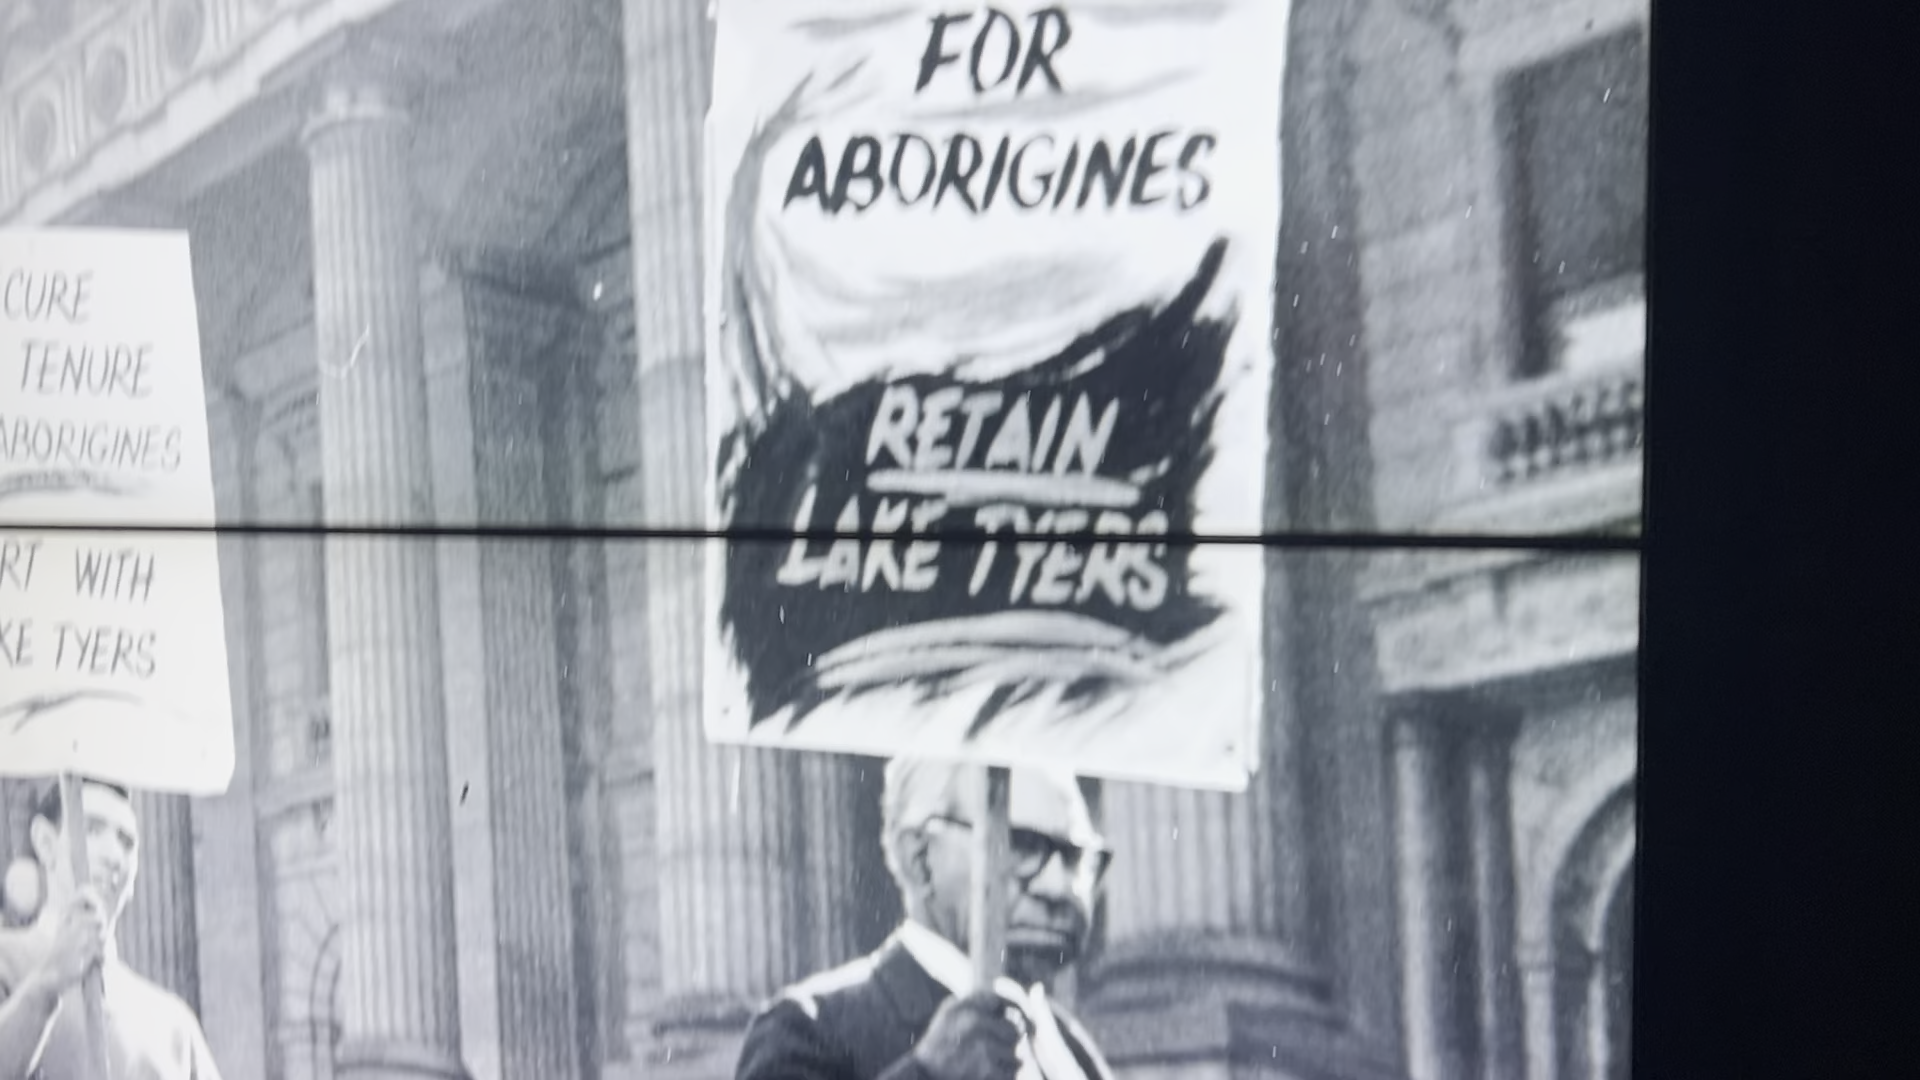 CURE
TENURE
ABORIGINES
RT WITH
KE TYERS
FOR
ABORIGINES
RETAIN
LAKE TYERS